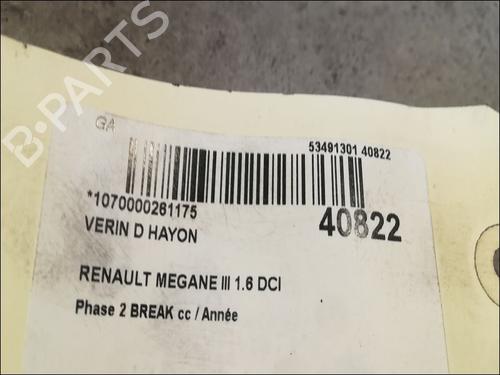 B-PARTS
GA
53491301 40822
*1070000261175
40822
VERIN D HAYON
RENAULT MEGANE III 1.6 DCI
Phase 2 BREAK cc / Année